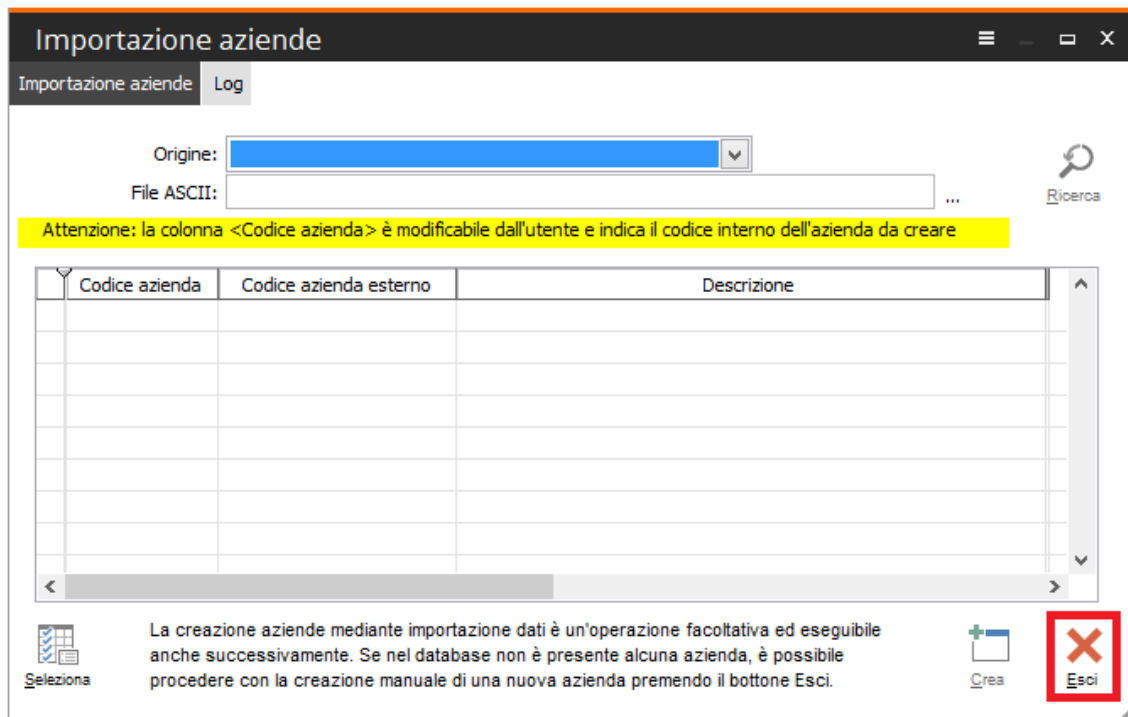 Importazione aziende
Importazione aziende Log
Origine:
File ASCII: ...
Ricerca
Attenzione: la colonna <Codice azienda> è modificabile dall'utente e indica il codice interno dell'azienda da creare
Codice azienda Codice azienda esterno Descrizione
La creazione aziende mediante importazione dati è un'operazione facoltativa ed eseguibile
anche successivamente. Se nel database non è presente alcuna azienda, è possibile
procedere con la creazione manuale di una nuova azienda premendo il bottone Esci.
Seleziona
Crea
Esci